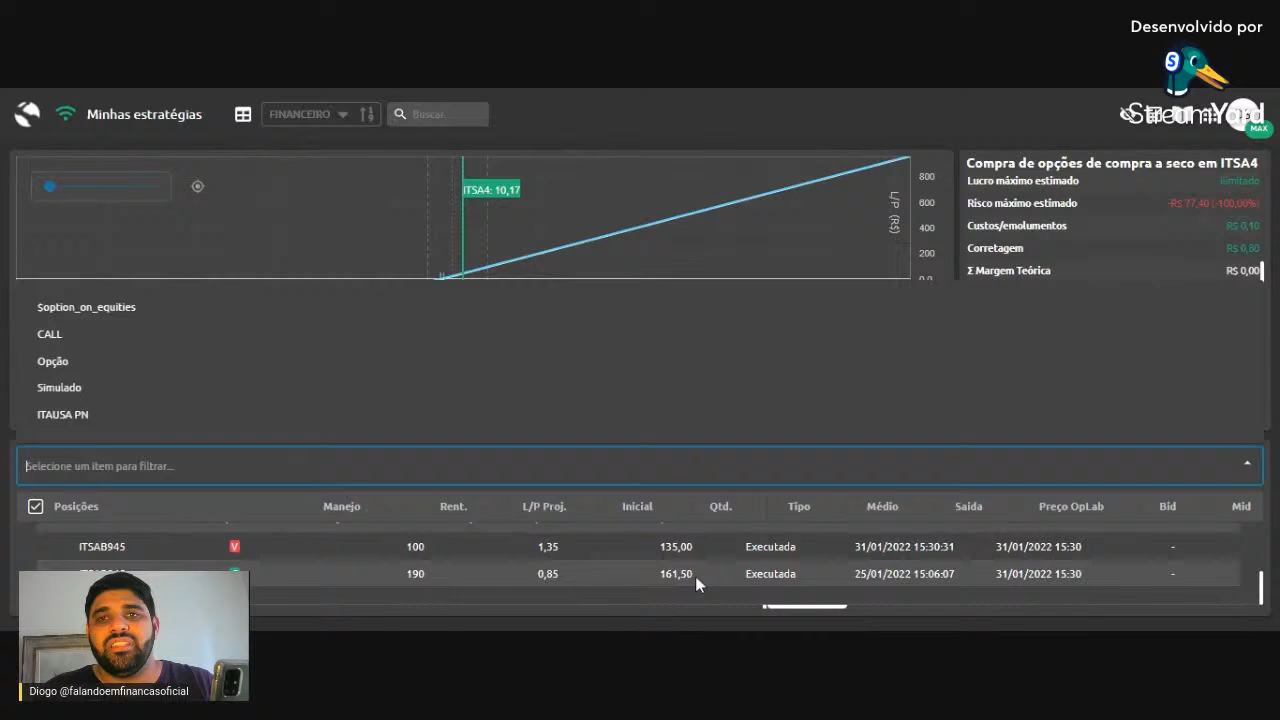 Desenvolvido por
StreamYard
MAX
Minhas estratégias
FINANCEIRO
Buscar
ITSA4: 10,17
800
600
400
200
0.0
L/P (R$)
Compra de opções de compra a seco em ITSA4
Lucro máximo estimado
Ilimitado
Risco máximo estimado
-R$ 77,40 (-100,00%)
Custos/emolumentos
R$ 0,10
Corretagem
R$ 0,80
Σ Margem Teórica
R$ 0,00
$option_on_equities
CALL
Opção
Simulado
ITAUSA PN
Selecione um item para filtrar...
Posições Manejo Rent. L/P Proj. Inicial Qtd. Tipo Médio Saida Preço OpLab Bid Mid
ITSAB945 V 100 1,35 135,00 Executada 31/01/2022 15:30:31 31/01/2022 15:30 -
190 0,85 161,50 Executada 25/01/2022 15:06:07 31/01/2022 15:30 -
Diogo @falandoemfinancasoficial